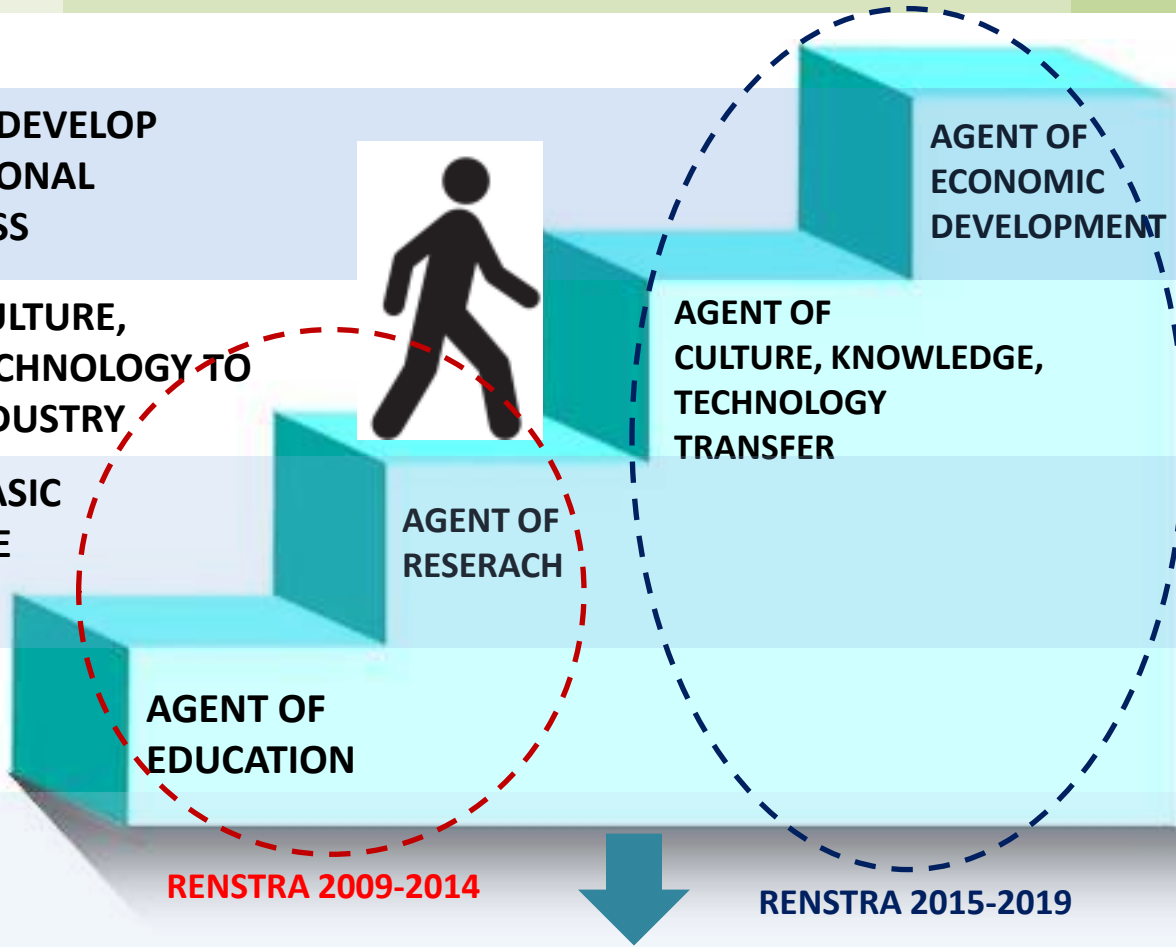 DEVELOP
ONAL
SS
ULTURE,
CHNOLOGY TO
DUSTRY
ASIC
E
AGENT OF
ECONOMIC
DEVELOPMENT
AGENT OF
CULTURE, KNOWLEDGE,
TECHNOLOGY
TRANSFER
AGENT OF
RESERACH
AGENT OF
EDUCATION
RENSTRA 2009-2014
RENSTRA 2015-2019